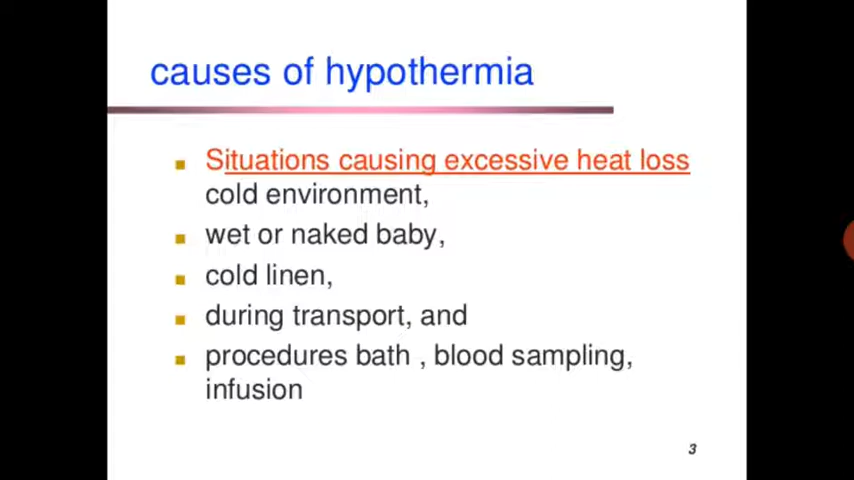 causes of hypothermia
Situations causing excessive heat loss
cold environment,
wet or naked baby,
cold linen,
during transport, and
procedures bath , blood sampling,
infusion
3